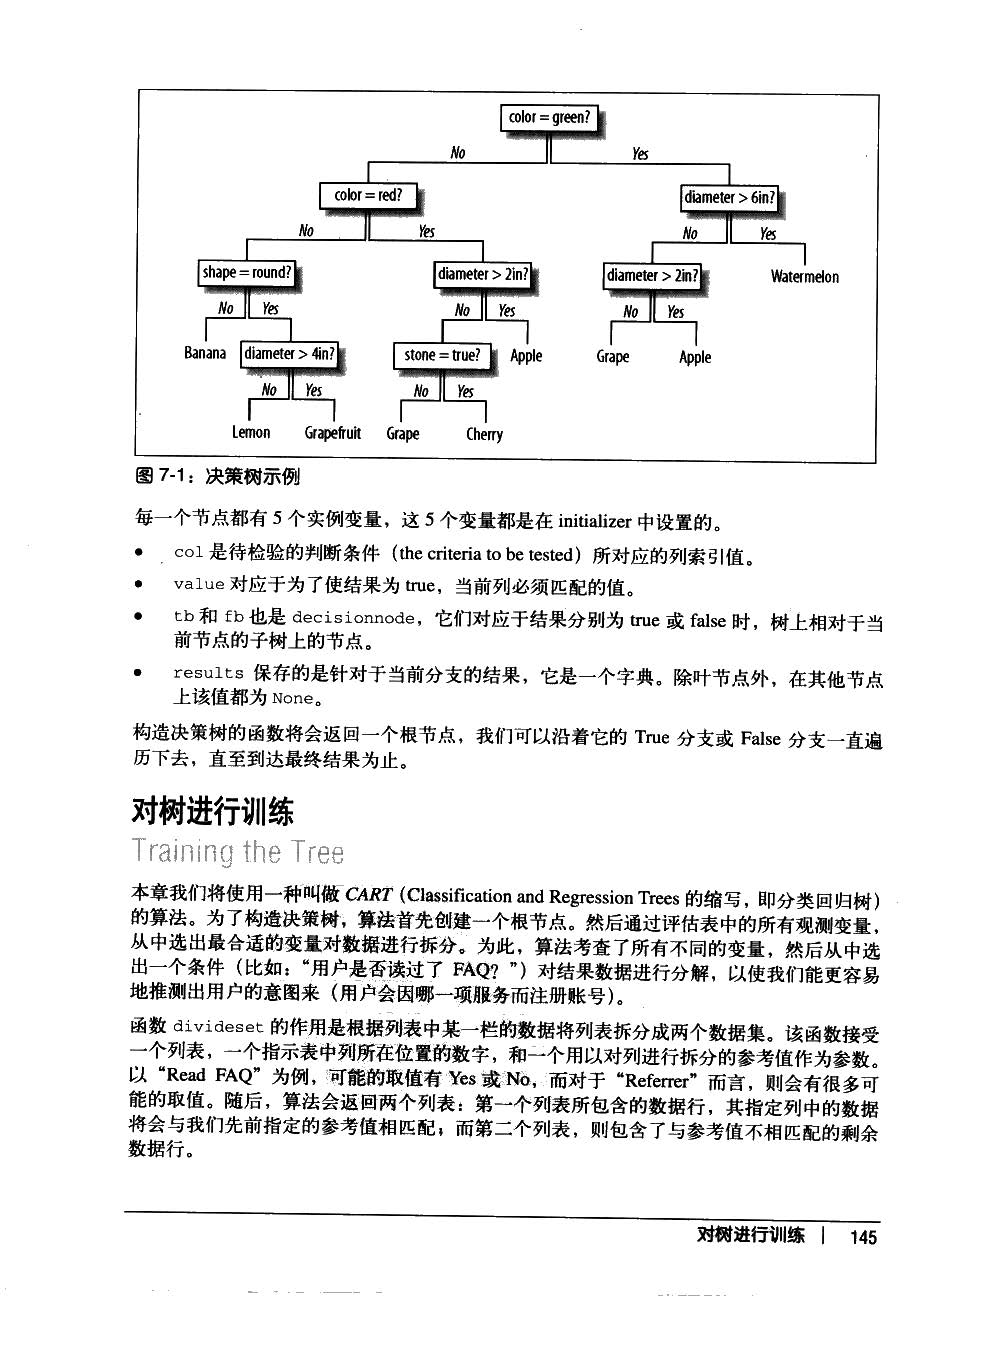 color = green?
No
Yes
color = red?
diameter > 6in?
No
Yes
No
Yes
shape = round?
diameter > 2in?
diameter > 2in?
Watermelon
No
Yes
No
Yes
No
Yes
Banana
diameter > 4in?
stone = true?
Apple
Grape
Apple
No
Yes
No
Yes
Lemon
Grapefruit
Grape
Cherry
图 7-1：决策树示例
每一个节点都有 5 个实例变量，这 5 个变量都是在 initializer 中设置的。
• col 是待检验的判断条件（the criteria to be tested）所对应的列索引值。
• value 对应于为了使结果为 true，当前列必须匹配的值。
• tb 和 fb 也是 decisionnode，它们对应于结果分别为 true 或 false 时，树上相对于当
前节点的子树上的节点。
• results 保存的是针对于当前分支的结果，它是一个字典。除叶节点外，在其他节点
上该值都为 None。
构造决策树的函数将会返回一个根节点，我们可以沿着它的 True 分支或 False 分支一直遍
历下去，直至到达最终结果为止。
对树进行训练
Training the Tree
本章我们将使用一种叫做 CART（Classification and Regression Trees 的缩写，即分类回归树）
的算法。为了构造决策树，算法首先创建一个根节点。然后通过评估表中的所有观测变量，
从中选出最合适的变量对数据进行拆分。为此，算法考查了所有不同的变量，然后从中选
出一个条件（比如：“用户是否读过了 FAQ？”）对结果数据进行分解，以使我们能更容易
地推测出用户的意图来（用户会因哪一项服务而注册账号）。
函数 divideset 的作用是根据列表中某一栏的数据将列表拆分成两个数据集。该函数接受
一个列表，一个指示表中列所在位置的数字，和一个用以对列进行拆分的参考值作为参数。
以“Read FAQ”为例，可能的取值有 Yes 或 No，而对于“Referrer”而言，则会有很多可
能的取值。随后，算法会返回两个列表：第一个列表所包含的数据行，其指定列中的数据
将会与我们先前指定的参考值相匹配；而第二个列表，则包含了与参考值不相匹配的剩余
数据行。
对树进行训练 | 145